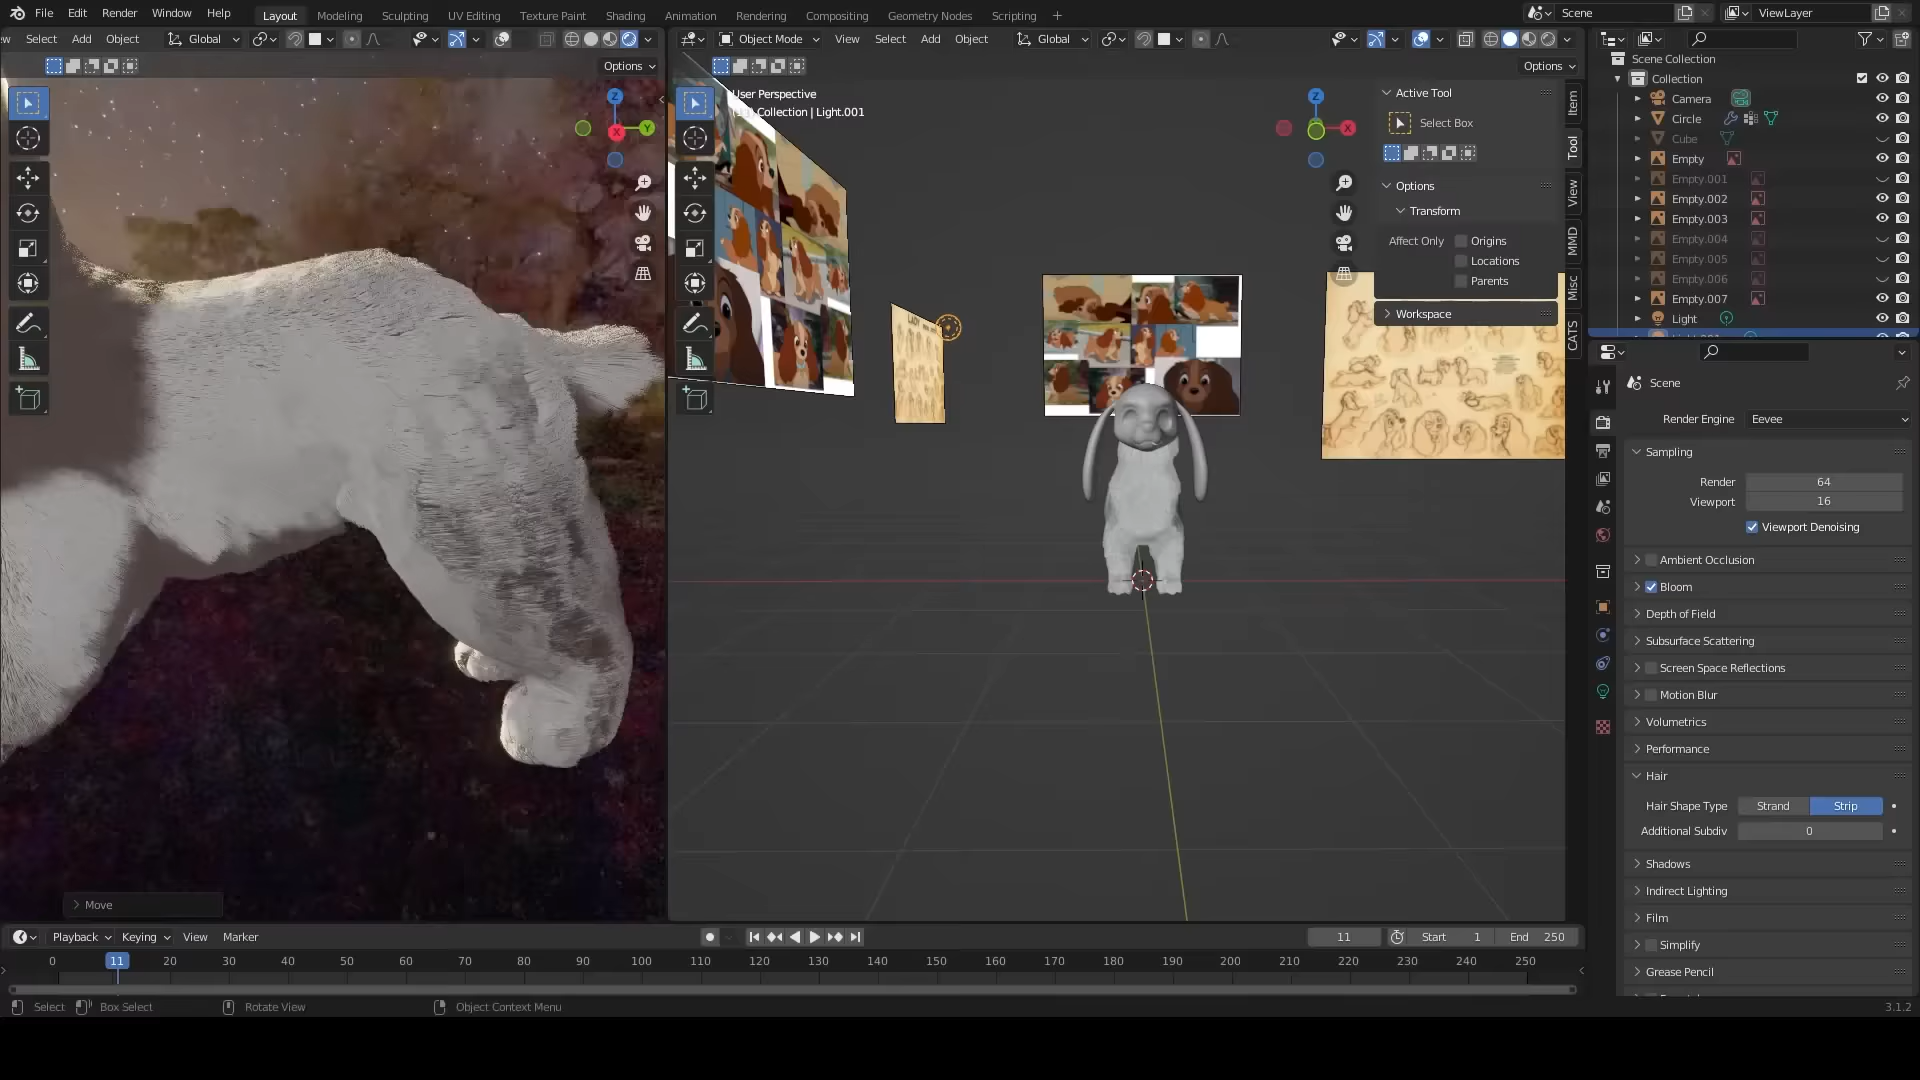 File Edit Render Window Help Layout Modeling Sculpting UV Editing Texture Paint Shading Animation Rendering Compositing Geometry Nodes Scripting + Scene ViewLayer
ew Select Add Object Global Object Mode View Select Add Object Global
Options Options
User Perspective
Collection | Light.001
Z
X
Y
Z
X
Active Tool
Select Box
Options
Transform
Affect Only Origins
Locations
Parents
Workspace
Item
Tool
View
MMD
Misc
CATS
LADY
Move
Scene Collection
Collection
Camera
Circle
Cube
Empty
Empty.001
Empty.002
Empty.003
Empty.004
Empty.005
Empty.006
Empty.007
Light
Scene
Render Engine Eevee
Sampling
Render 64
Viewport 16
Viewport Denoising
Ambient Occlusion
Bloom
Depth of Field
Subsurface Scattering
Screen Space Reflections
Motion Blur
Volumetrics
Performance
Hair
Hair Shape Type Strand Strip
Additional Subdiv 0
Shadows
Indirect Lighting
Film
Simplify
Grease Pencil
Playback Keying View Marker 11 Start 1 End 250
0 11 20 30 40 50 60 70 80 90 100 110 120 130 140 150 160 170 180 190 200 210 220 230 240 250
Select Box Select Rotate View Object Context Menu 3.1.2